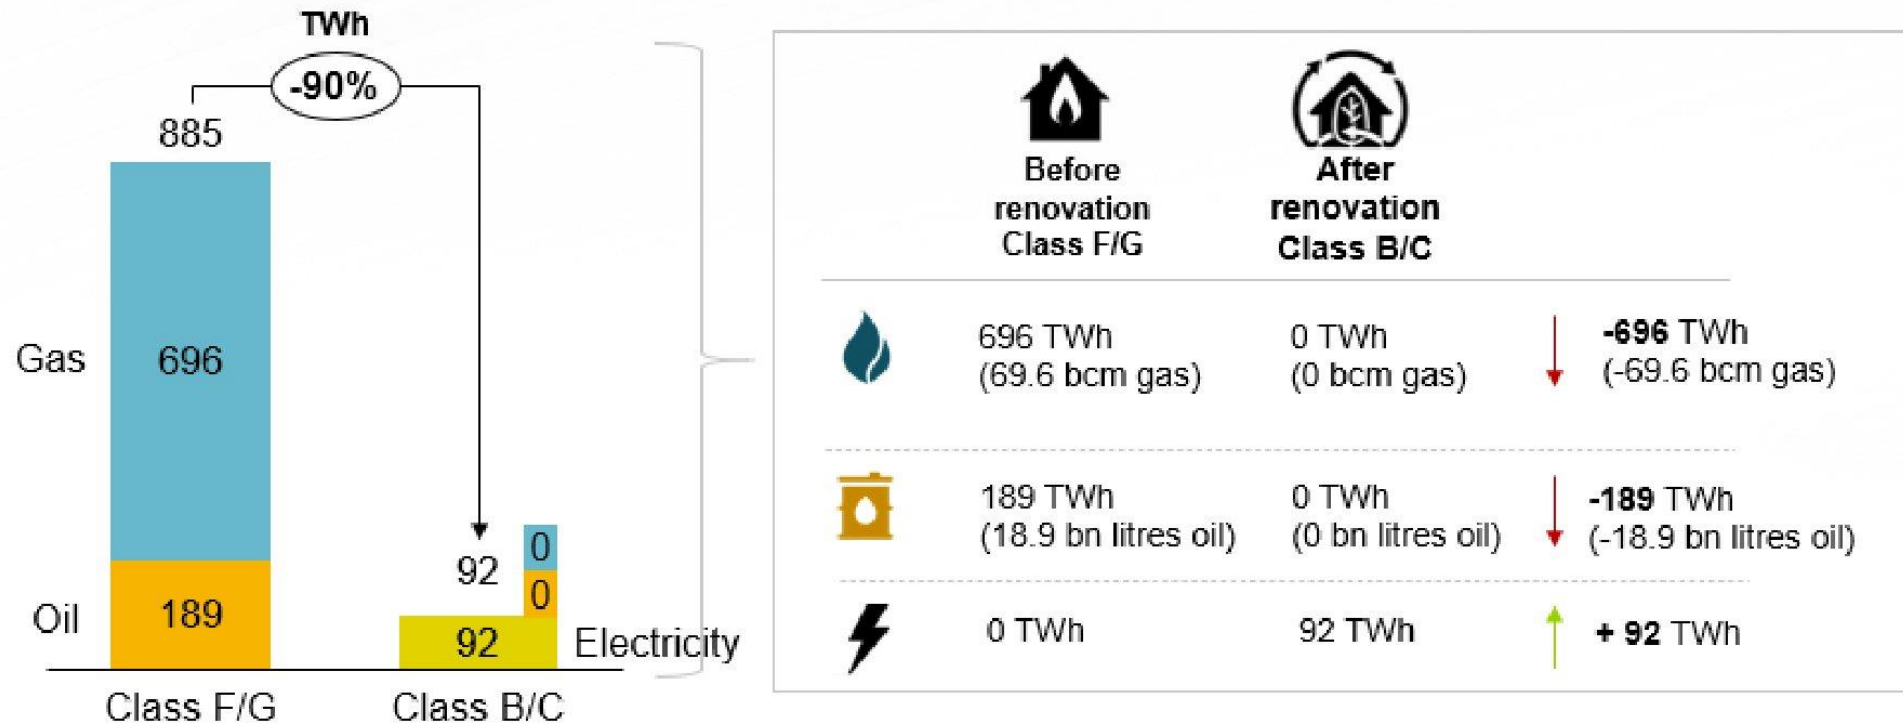 TWh
-90%
885
Gas
696
Oil
189
92
0
0
92
Electricity
Class F/G
Class B/C
Before
renovation
Class F/G
After
renovation
Class B/C
696 TWh
(69.6 bcm gas)
0 TWh
(0 bcm gas)
-696 TWh
(-69.6 bcm gas)
189 TWh
(18.9 bn litres oil)
0 TWh
(0 bn litres oil)
-189 TWh
(-18.9 bn litres oil)
0 TWh
92 TWh
+ 92 TWh